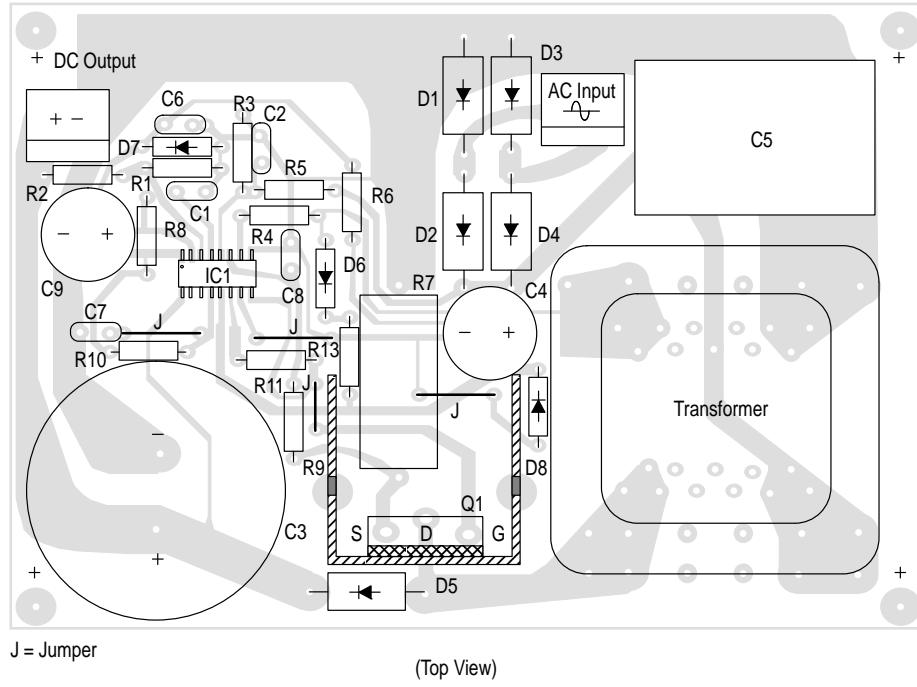 DC Output
D3
C6
R3
C2
D1
AC Input
C5
D7
R2
R1
C1
R5
R6
R8
R4
D2
D4
IC1
D6
C9
C8
R7
C4
C7
J
J
R10
R13
R11
J
J
Transformer
R9
D8
Q1
C3
S
D
G
D5
J = Jumper
(Top View)